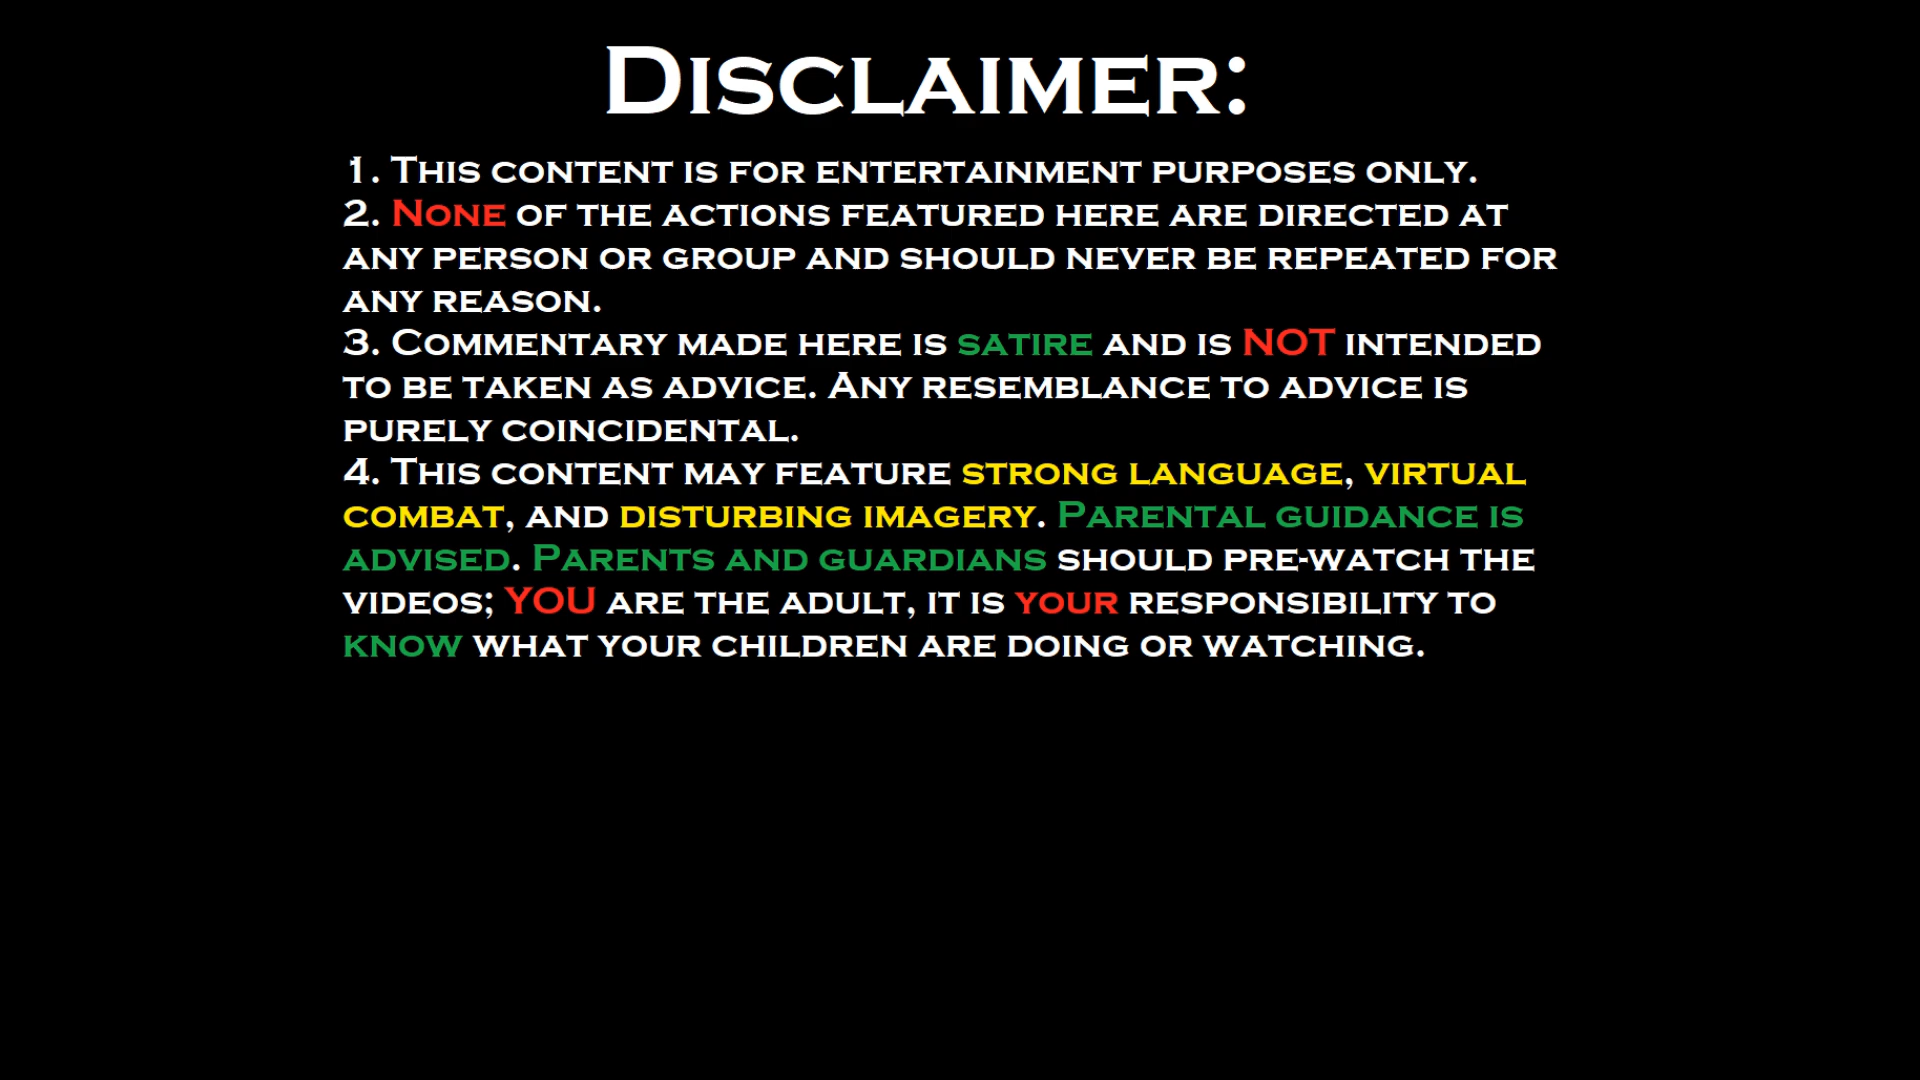 Disclaimer:
1. This content is for entertainment purposes only.
2. None of the actions featured here are directed at
any person or group and should never be repeated for
any reason.
3. Commentary made here is satire and is NOT intended
to be taken as advice. Any resemblance to advice is
purely coincidental.
4. This content may feature strong language, virtual
combat, and disturbing imagery. Parental guidance is
advised. Parents and guardians should pre-watch the
videos; YOU are the adult, it is your responsibility to
know what your children are doing or watching.